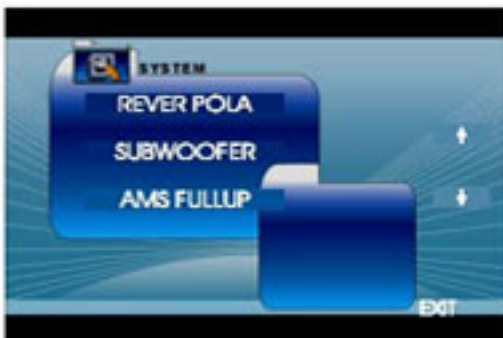 SYSTEM
REVER POLA
SUBWOOFER
AMS FULLUP
EXIT